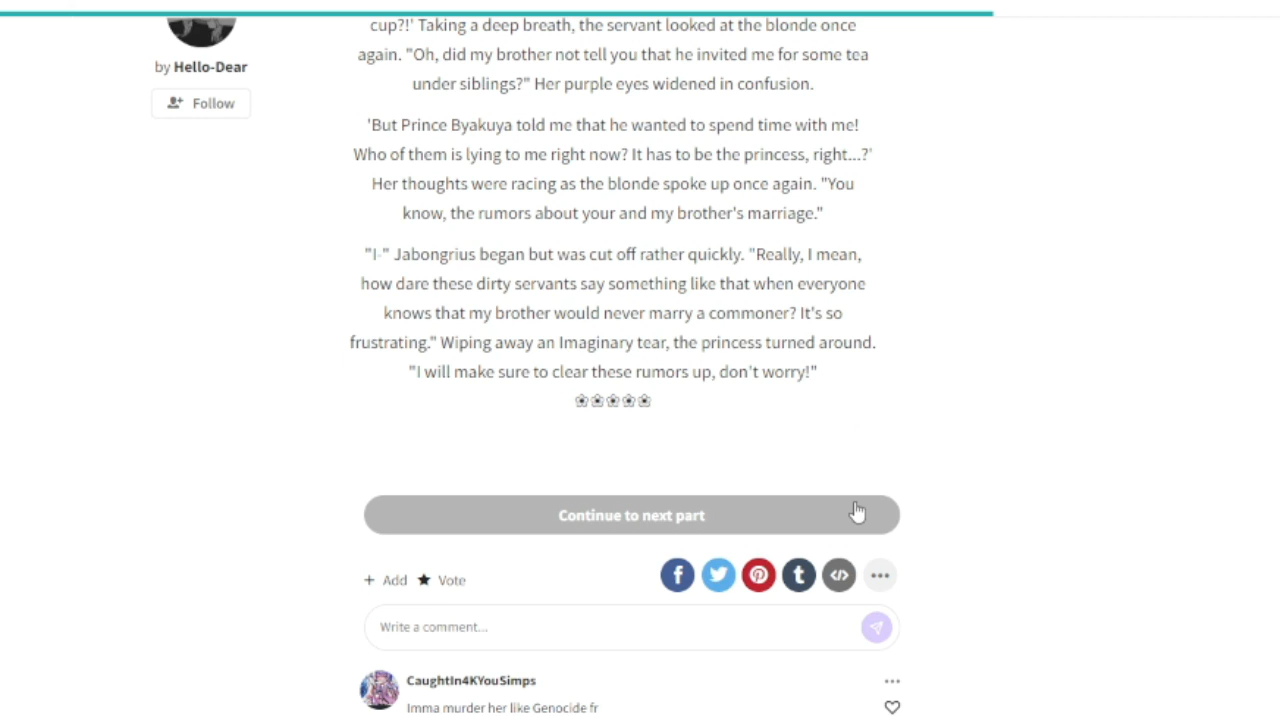 cup?!' Taking a deep breath, the servant looked at the blonde once
again. "Oh, did my brother not tell you that he invited me for some tea
under siblings?" Her purple eyes widened in confusion.
by Hello-Dear
Follow
'But Prince Byakuya told me that he wanted to spend time with me!
Who of them is lying to me right now? It has to be the princess, right...?'
Her thoughts were racing as the blonde spoke up once again. "You
know, the rumors about your and my brother's marriage."
"I-" Jabongrius began but was cut off rather quickly. "Really, I mean,
how dare these dirty servants say something like that when everyone
knows that my brother would never marry a commoner? It's so
frustrating." Wiping away an Imaginary tear, the princess turned around.
"I will make sure to clear these rumors up, don't worry!"
Continue to next part
+ Add ★ Vote
Write a comment...
CaughtIn4KYouSimps
Imma murder her like Genocide fr